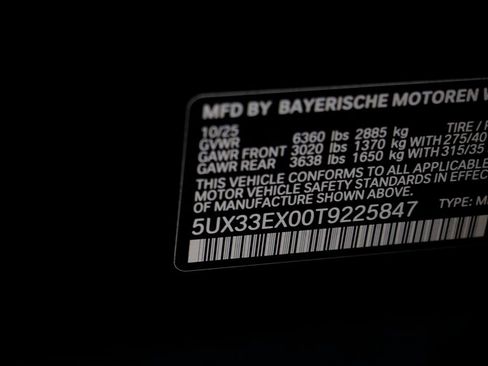 MFD BY BAYERISCHE MOTOREN W
10/25 TIRE /
GVWR 6360 lbs 2885 kg
GAWR FRONT 3020 lbs 1370 kg WITH 275/40
GAWR REAR 3638 lbs 1650 kg WITH 315/35
THIS VEHICLE CONFORMS TO ALL APPLICABLE
MOTOR VEHICLE SAFETY STANDARDS IN EFFEC
OF MANUFACTURE SHOWN ABOVE.
5UX33EX00T9225847 TYPE: M